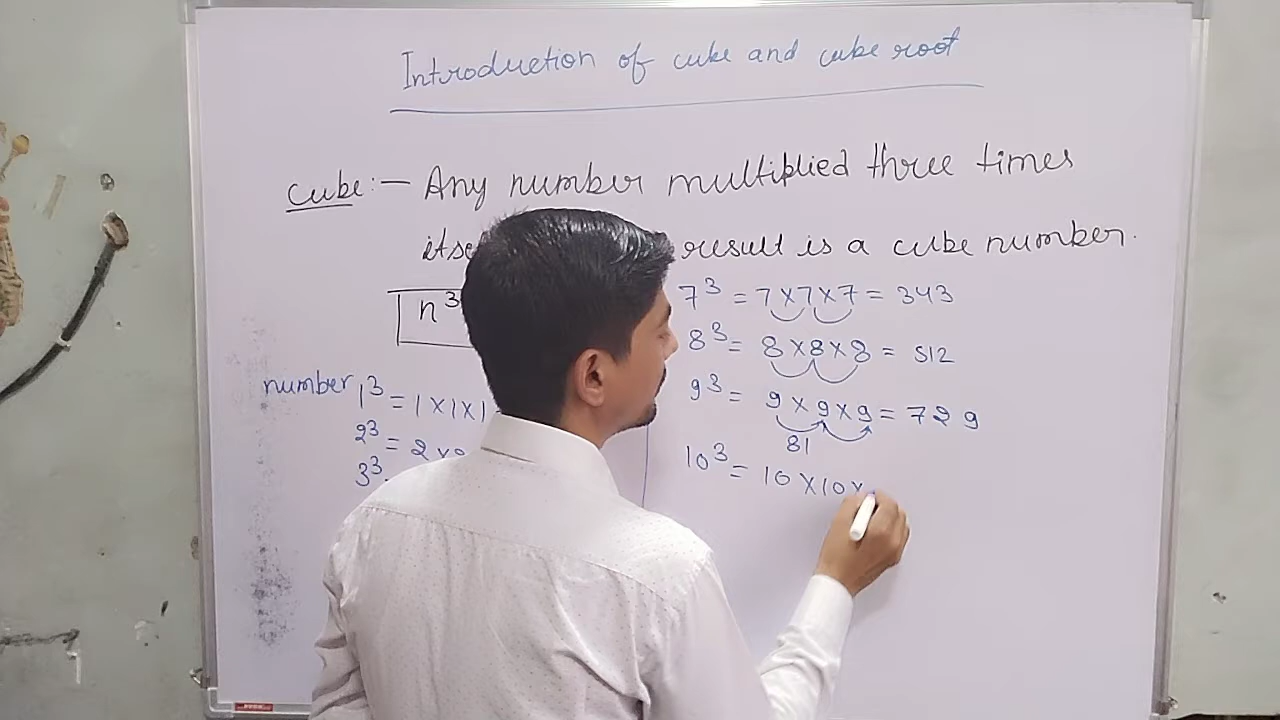 Introduction of cube and cube root
cube:— Any number multiplied three times
itse result is a cube number.
n³
number 1³ = 1 X 1 X 1
2³ = 2 X
3³
7³ = 7 X 7 X 7 = 343
8³ = 8 X 8 X 8 = 512
9³ = 9 X 9 X 9 = 729
81
10³ = 10 X 10 X